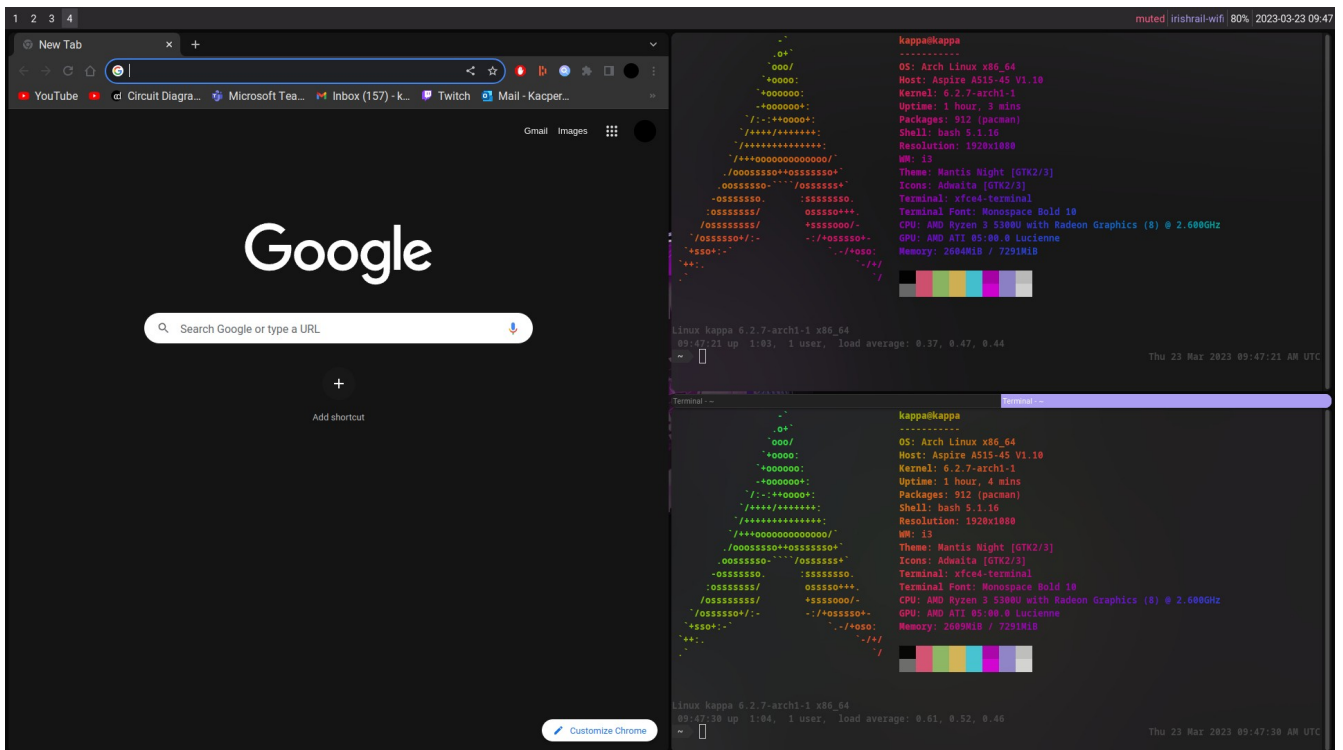 1 2 3 4
muted irishrail-wifi 80% 2023-03-23 09:47
New Tab
YouTube
Circuit Diagra...
Microsoft Tea...
Inbox (157) - k...
Twitch
Mail - Kacper...
Gmail Images
Google
Search Google or type a URL
Add shortcut
Customize Chrome
kappa@kappa
-----------
OS: Arch Linux x86_64
Host: Aspire A515-45 V1.10
Kernel: 6.2.7-arch1-1
Uptime: 1 hour, 3 mins
Packages: 912 (pacman)
Shell: bash 5.1.16
Resolution: 1920x1080
WM: i3
Theme: Mantis Night [GTK2/3]
Icons: Adwaita [GTK2/3]
Terminal: xfce4-terminal
Terminal Font: Monospace Bold 10
CPU: AMD Ryzen 3 5300U with Radeon Graphics (8) @ 2.600GHz
GPU: AMD ATI 05:00.0 Lucienne
Memory: 2604MiB / 7291MiB
Linux kappa 6.2.7-arch1-1 x86_64
09:47:21 up 1:03, 1 user, load average: 0.37, 0.47, 0.44
~
Thu 23 Mar 2023 09:47:21 AM UTC
Terminal - ~
Terminal - ~
kappa@kappa
-----------
OS: Arch Linux x86_64
Host: Aspire A515-45 V1.10
Kernel: 6.2.7-arch1-1
Uptime: 1 hour, 4 mins
Packages: 912 (pacman)
Shell: bash 5.1.16
Resolution: 1920x1080
WM: i3
Theme: Mantis Night [GTK2/3]
Icons: Adwaita [GTK2/3]
Terminal: xfce4-terminal
Terminal Font: Monospace Bold 10
CPU: AMD Ryzen 3 5300U with Radeon Graphics (8) @ 2.600GHz
GPU: AMD ATI 05:00.0 Lucienne
Memory: 2609MiB / 7291MiB
Linux kappa 6.2.7-arch1-1 x86_64
09:47:30 up 1:04, 1 user, load average: 0.61, 0.52, 0.46
~
Thu 23 Mar 2023 09:47:30 AM UTC